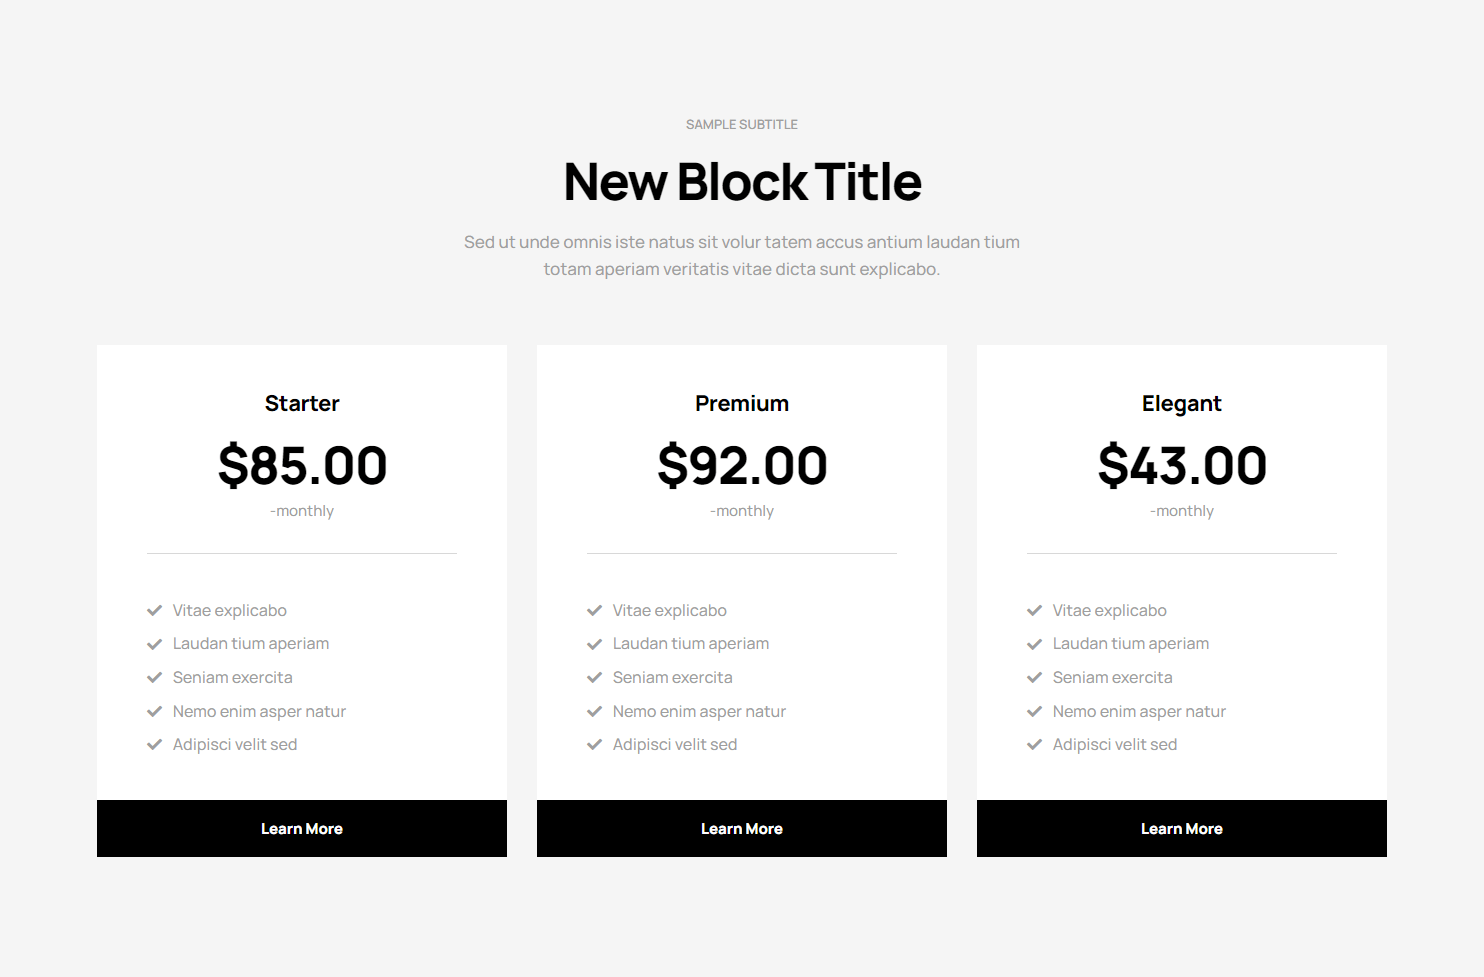 SAMPLE SUBTITLE
New Block Title
Sed ut unde omnis iste natus sit volur tatem accus antium laudan tium
totam aperiam veritatis vitae dicta sunt explicabo.
Starter
$85.00
-monthly
Vitae explicabo
Laudan tium aperiam
Seniam exercita
Nemo enim asper natur
Adipisci velit sed
Learn More
Premium
$92.00
-monthly
Vitae explicabo
Laudan tium aperiam
Seniam exercita
Nemo enim asper natur
Adipisci velit sed
Learn More
Elegant
$43.00
-monthly
Vitae explicabo
Laudan tium aperiam
Seniam exercita
Nemo enim asper natur
Adipisci velit sed
Learn More